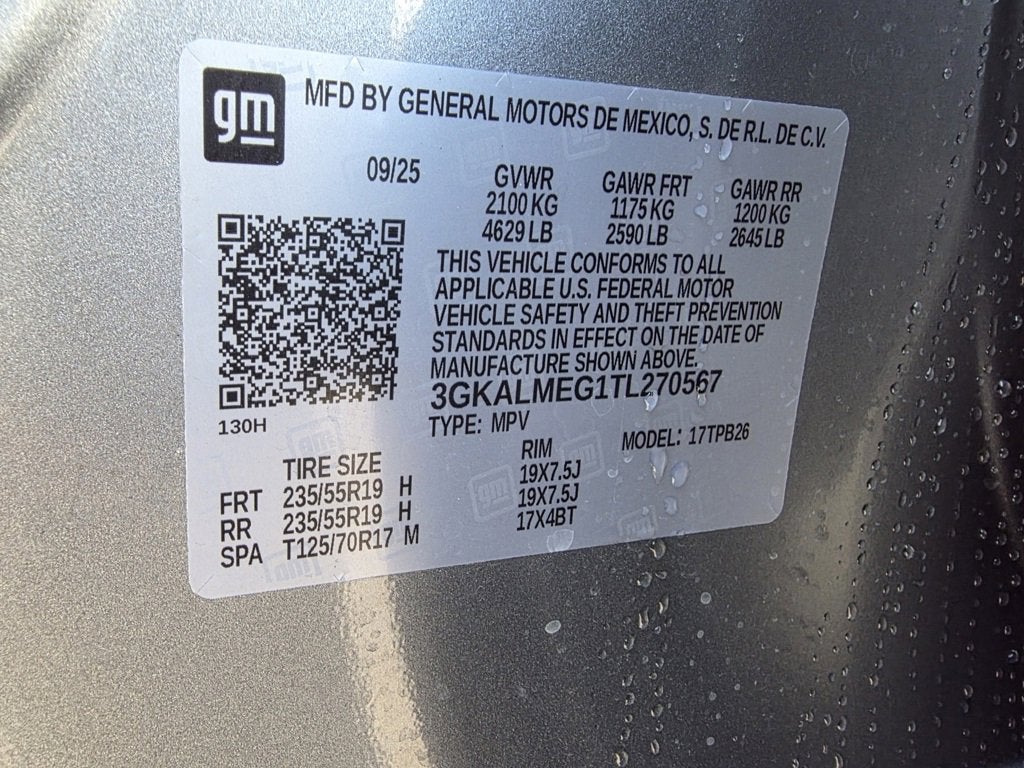 gm
MFD BY GENERAL MOTORS DE MEXICO, S. DE R.L. DE C.V.
09/25
GVWR GAWR FRT GAWR RR
2100 KG 1175 KG 1200 KG
4629 LB 2590 LB 2645 LB
THIS VEHICLE CONFORMS TO ALL
APPLICABLE U.S. FEDERAL MOTOR
VEHICLE SAFETY AND THEFT PREVENTION
STANDARDS IN EFFECT ON THE DATE OF
MANUFACTURE SHOWN ABOVE.
3GKALMEG1TL270567
130H
TYPE: MPV MODEL: 17TPB26
TIRE SIZE RIM
FRT 235/55R19 H 19X7.5J
RR 235/55R19 H 19X7.5J
SPA T125/70R17 M 17X4BT